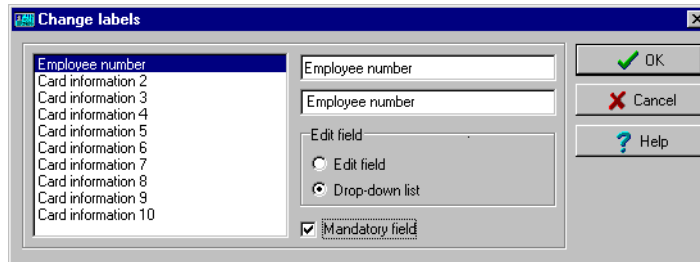 Change labels
Employee number
Card information 2
Card information 3
Card information 4
Card information 5
Card information 6
Card information 7
Card information 8
Card information 9
Card information 10
Employee number
Employee number
Edit field
Edit field
Drop-down list
Mandatory field
OK
Cancel
Help